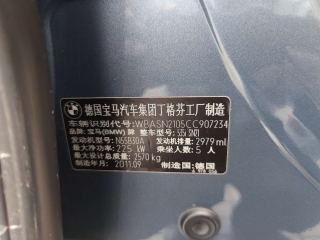 德国宝马汽车集团丁格芬工厂制造
车辆识别代号:WBASN2105CC907234
品牌:宝马(BMW)牌 整车型号:535i SN21
发动机型号:N55B30A 发动机排量:2979 ml
最大净功率:225 kW 乘坐人数:5 人
最大总质量:2570 kg
制造年月:2011.09 制造国:德国